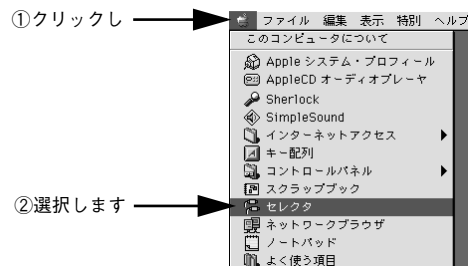 ①クリックし
ファイル 編集 表示 特別 ヘルプ
このコンピュータについて
Apple システム・プロフィール
AppleCD オーディオプレーヤ
Sherlock
SimpleSound
インターネットアクセス
キー配列
コントロールパネル
スクラップブック
②選択します
セレクタ
ネットワークブラウザ
ノートパッド
よく使う項目